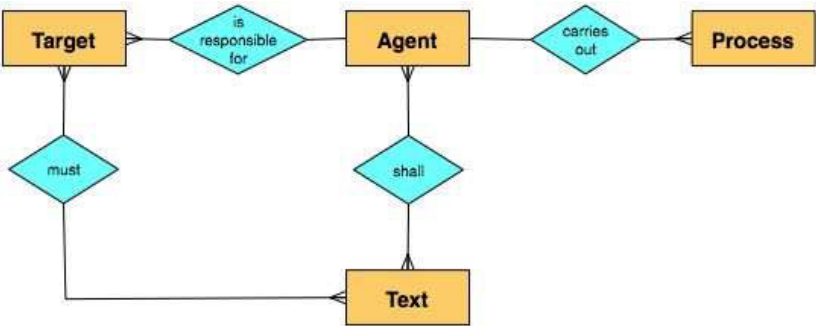 Target
is
responsible
for
Agent
carries
out
Process
must
shall
Text